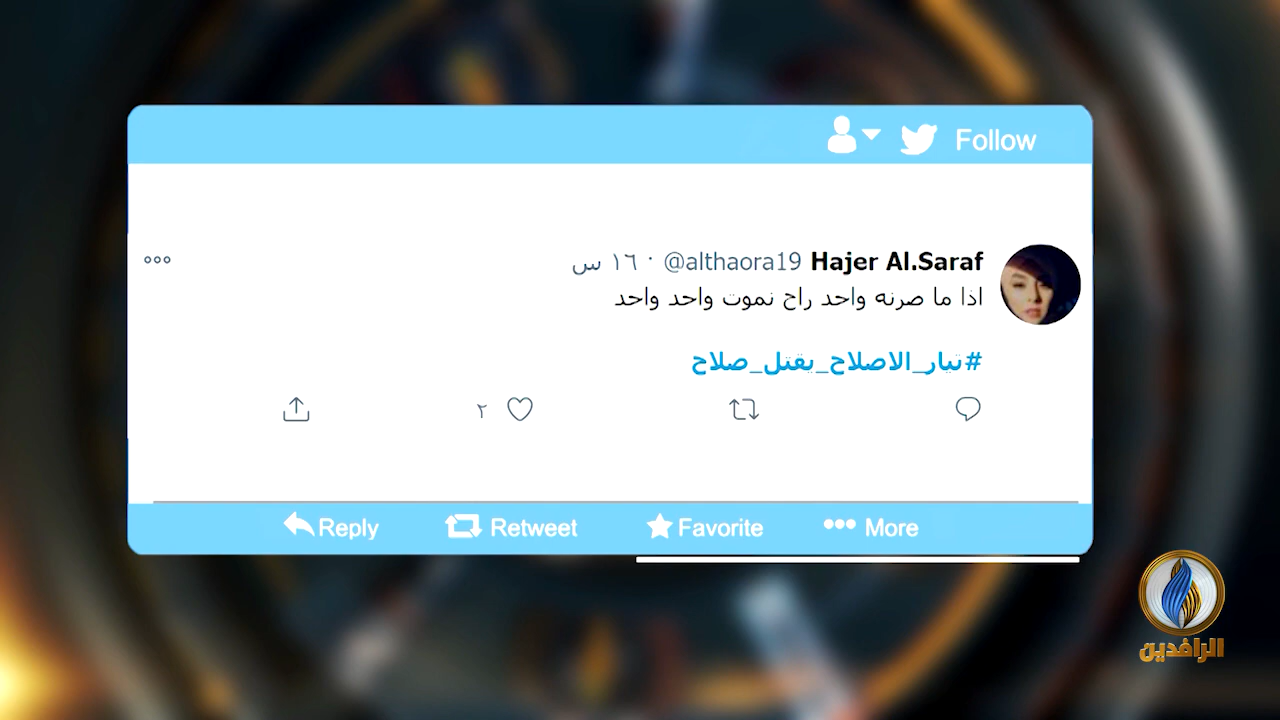 Follow
Hajer Al.Saraf @althaora19 · ١٦ س
اذا ما صرنه واحد راح نموت واحد واحد
#تيار_الاصلاح_يقتل_صلاح
٢
Reply Retweet Favorite More
الرافدين